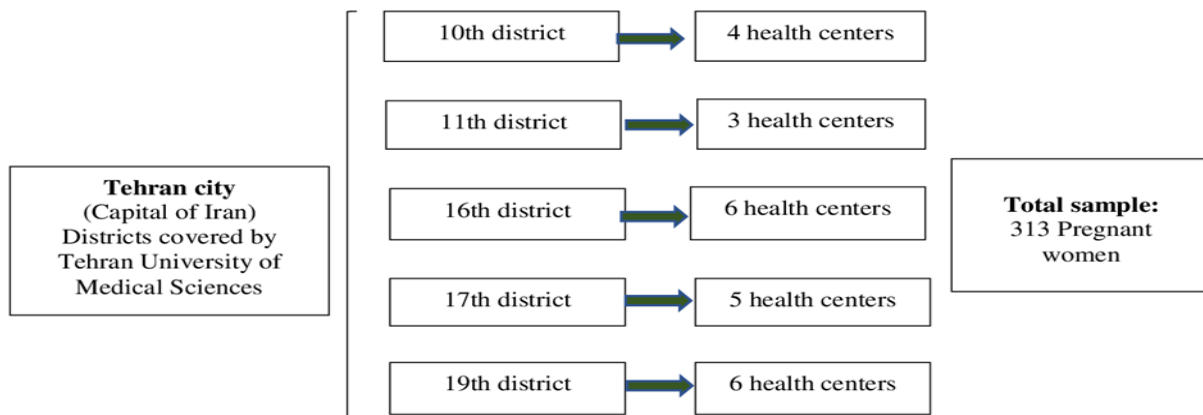 Tehran city
(Capital of Iran)
Districts covered by
Tehran University of
Medical Sciences
10th district
4 health centers
11th district
3 health centers
16th district
6 health centers
17th district
5 health centers
19th district
6 health centers
Total sample:
313 Pregnant
women